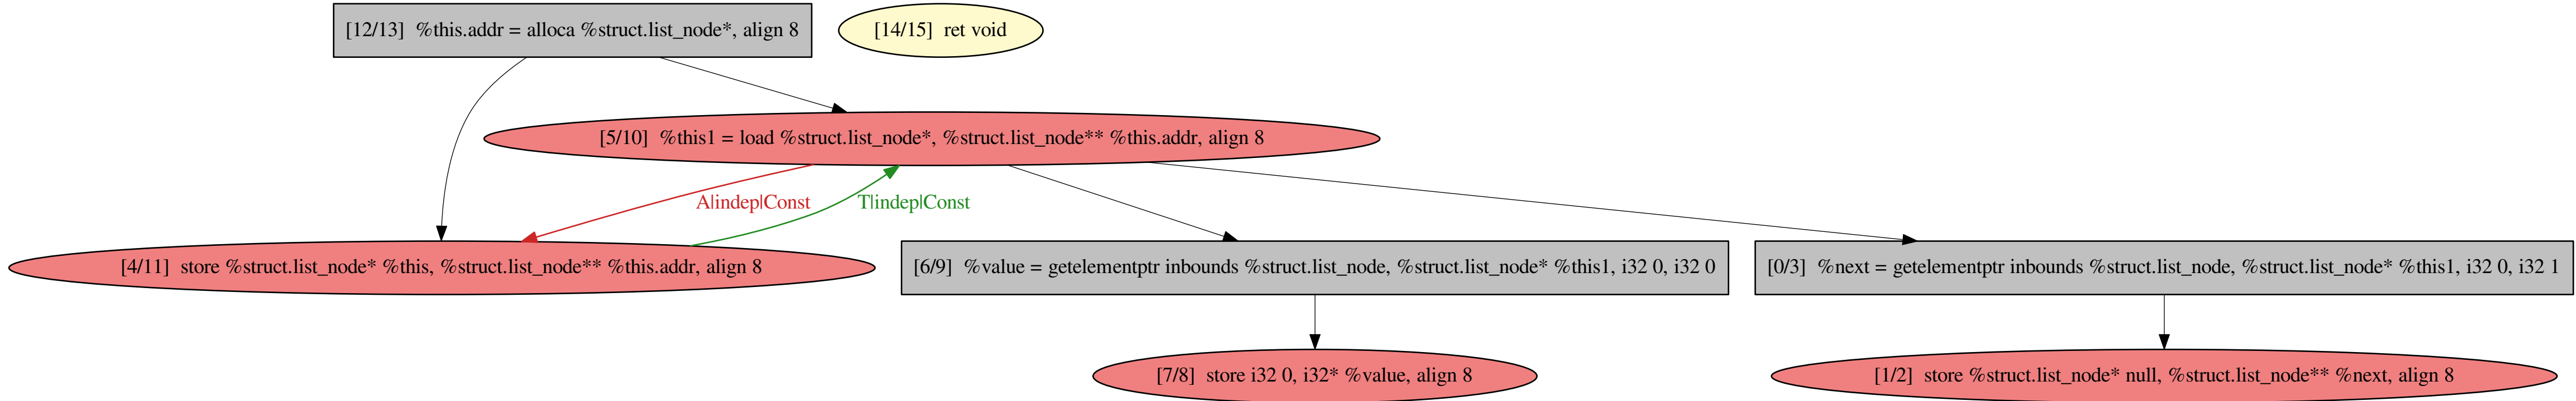 [12/13]  %this.addr = alloca %struct.list_node*, align 8
[14/15]  ret void
[5/10]  %this1 = load %struct.list_node*, %struct.list_node** %this.addr, align 8
A|indep|Const
T|indep|Const
[4/11]  store %struct.list_node* %this, %struct.list_node** %this.addr, align 8
[6/9]  %value = getelementptr inbounds %struct.list_node, %struct.list_node* %this1, i32 0, i32 0
[0/3]  %next = getelementptr inbounds %struct.list_node, %struct.list_node* %this1, i32 0, i32 1
[7/8]  store i32 0, i32* %value, align 8
[1/2]  store %struct.list_node* null, %struct.list_node** %next, align 8